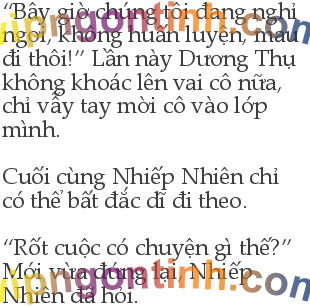 “Bây giờ chúng tôi đang nghỉ
ngơi, không huấn luyện, mau
đi thôi!” Lần này Dương Thụ
không khoác lên vai cô nữa,
chỉ vẫy tay mời cô vào lớp
mình.
Cuối cùng Nhiếp Nhiên chỉ
có thể bất đắc dĩ đi theo.
“Rốt cuộc có chuyện gì thế?”
Mới vừa đứng lại, Nhiếp
Nhiên đã hỏi.
vipngontinh.com
vipngontinh.com